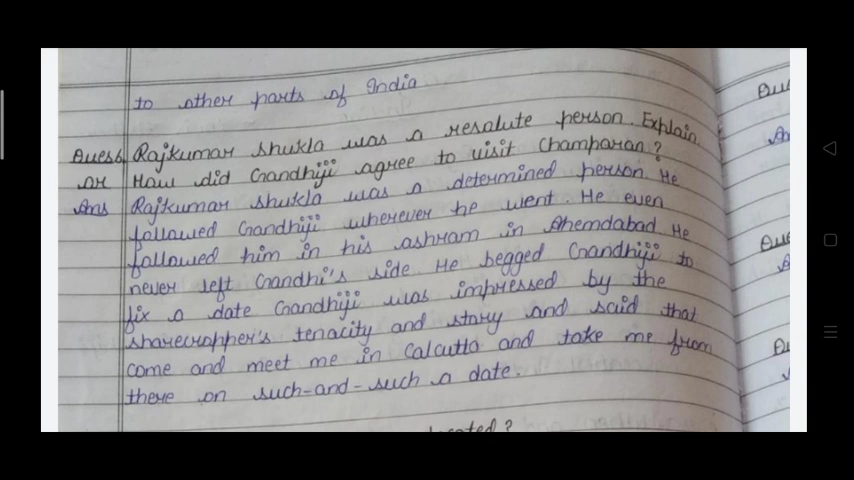 to other parts of India
Quess Rajkumar shukla was a resolute person. Explain.
or How did Gandhiji agree to visit Champaran?
Ans Rajkumar shukla was a determined person. He
followed Gandhiji wherever he went. He even
followed him in his ashram in Ahemdabad He
never left Gandhi's side He begged Gandhiji to
fix a date Gandhiji was impressed by the
sharecropper's tenacity and story and said that
come and meet me in Calcutta and take me from
there on such-and-such a date.